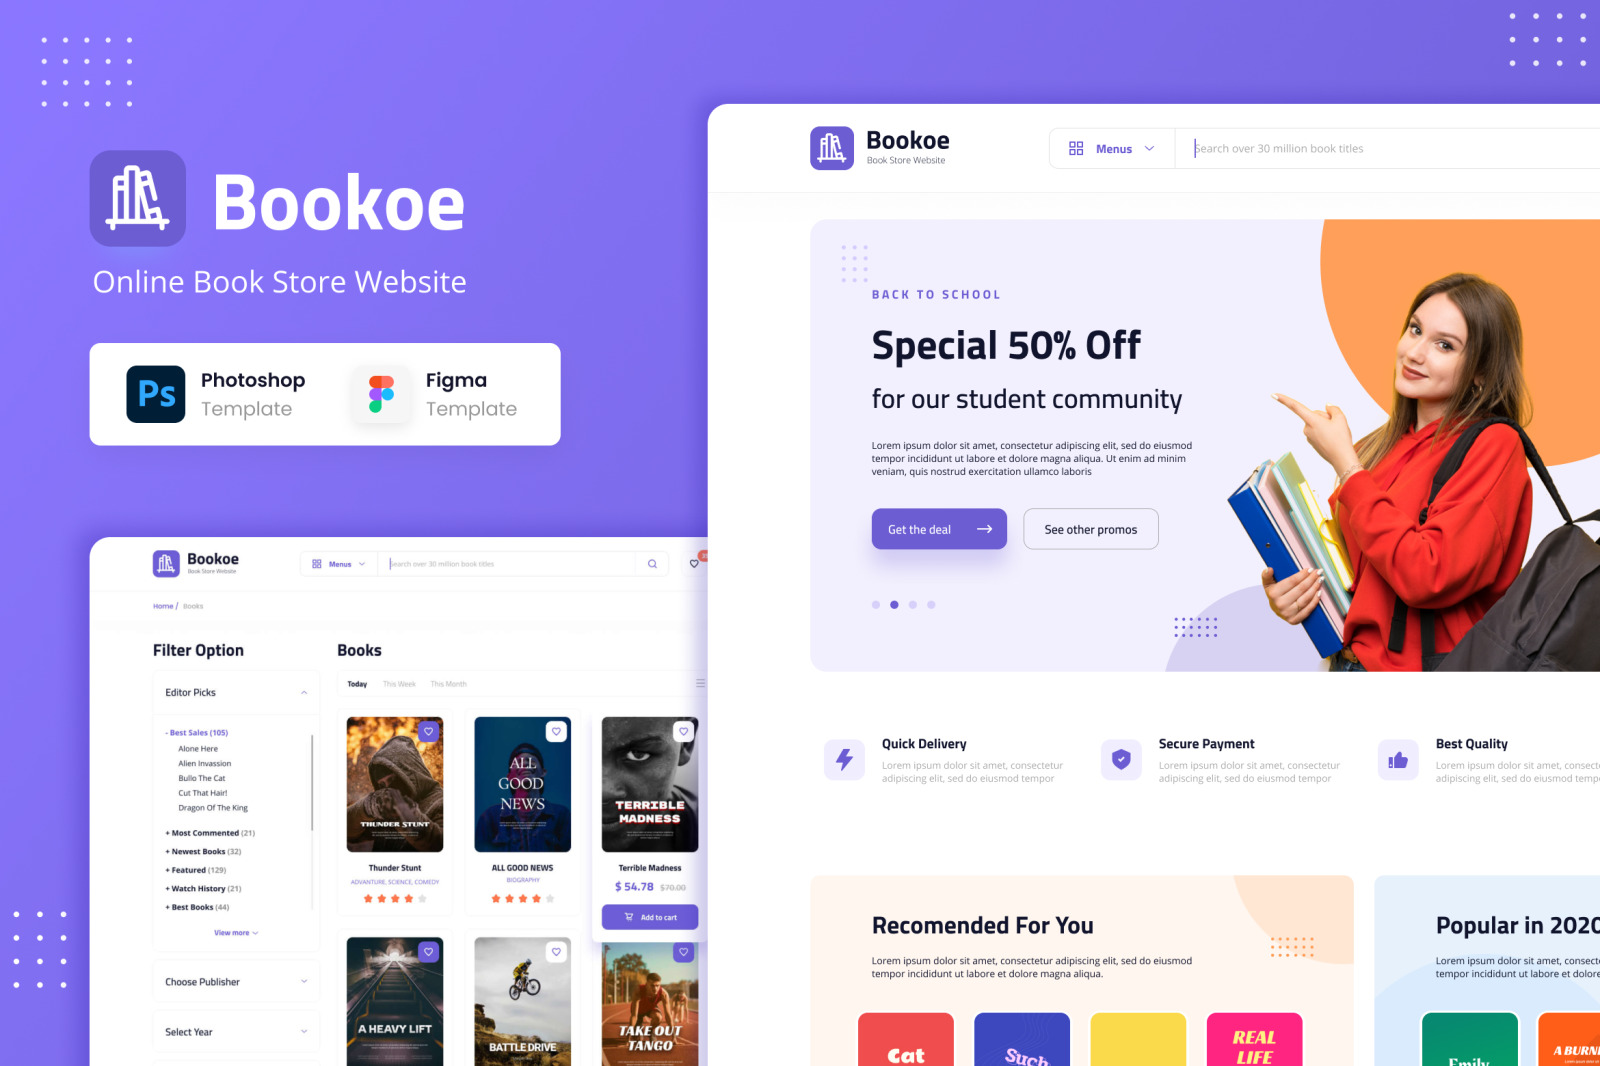 Bookoe
Online Book Store Website
Ps
Photoshop
Template
Figma
Template
Bookoe
Book Store Website
Menus
Search over 30 million book titles
Home / Books
Filter Option
Editor Picks
- Best Sales (105)
Alone Here
Alien Invassion
Bullo The Cat
Cut That Hair!
Dragon Of The King
+ Most Commented (21)
+ Newest Books (32)
+ Featured (129)
+ Watch History (21)
+ Best Books (44)
View more
Choose Publisher
Select Year
Books
Today This Week This Month
THUNDER STUNT
Thunder Stunt
ADVANTURE, SCIENCE, COMEDY
ALL
GOOD
NEWS
ALL GOOD NEWS
BIOGRAPHY
TERRIBLE
MADNESS
Terrible Madness
$ 54.78 $70.00
Add to cart
A HEAVY LIFT
BATTLE DRIVE
TAKE OUT
TANGO
Bookoe
Book Store Website
Menus
Search over 30 million book titles
BACK TO SCHOOL
Special 50% Off
for our student community
Lorem ipsum dolor sit amet, consectetur adipiscing elit, sed do eiusmod
tempor incididunt ut labore et dolore magna aliqua. Ut enim ad minim
veniam, quis nostrud exercitation ullamco laboris
Get the deal
See other promos
Quick Delivery
Lorem ipsum dolor sit amet, consectetur
adipiscing elit, sed do eiusmod tempor
Secure Payment
Lorem ipsum dolor sit amet, consectetur
adipiscing elit, sed do eiusmod tempor
Best Quality
Lorem ipsum dolor sit amet,
adipiscing elit, sed do eiusmod
Recomended For You
Lorem ipsum dolor sit amet, consectetur adipiscing elit, sed do eiusmod
tempor incididunt ut labore et dolore magna aliqua.
Cat
Such
REAL
LIFE
Popular in 2020
Lorem ipsum dolor sit amet,
tempor incididunt ut labore et dolore
Emily
A BURN